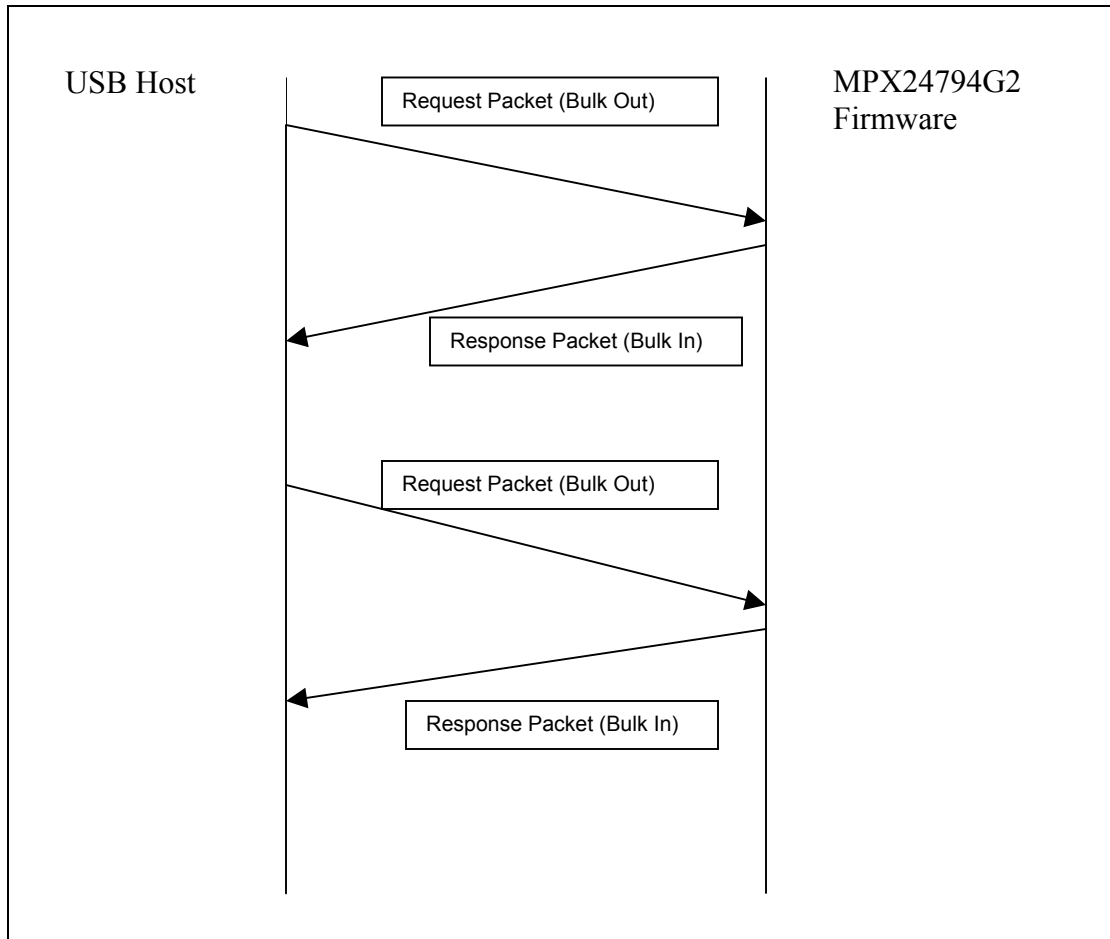 USB Host
MPX24794G2
Firmware
Request Packet (Bulk Out)
Response Packet (Bulk In)
Request Packet (Bulk Out)
Response Packet (Bulk In)